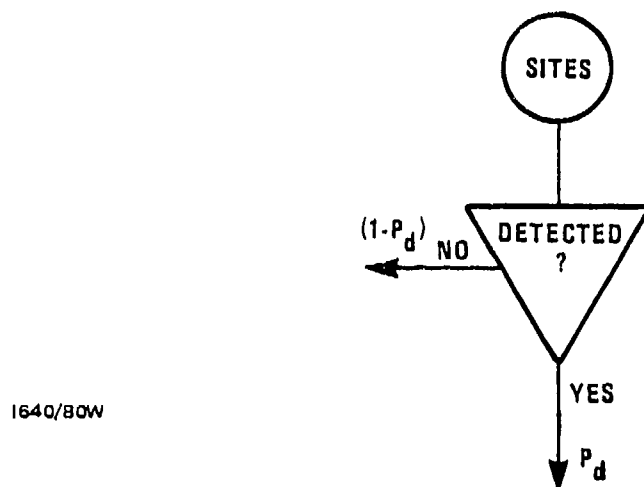 SITES
DETECTED
?
(1-Pd)
NO
YES
Pd
1640/80W